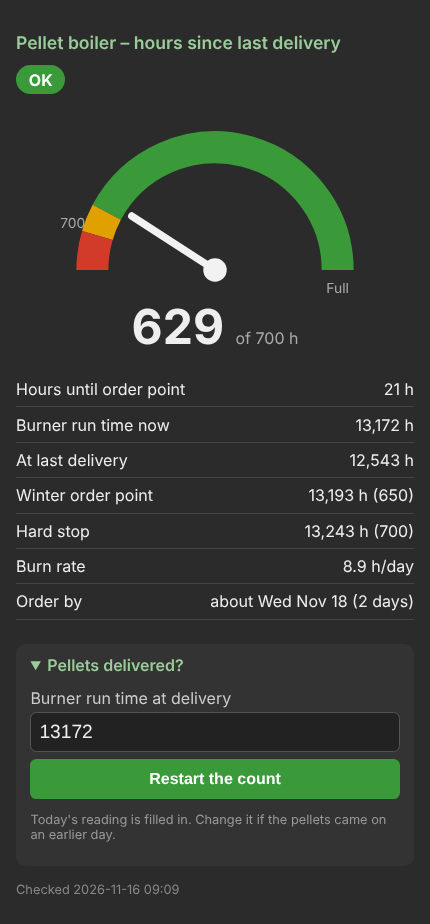 Pellet boiler – hours since last delivery
OK
700
Full
629 of 700 h
Hours until order point 21 h
Burner run time now 13,172 h
At last delivery 12,543 h
Winter order point 13,193 h (650)
Hard stop 13,243 h (700)
Burn rate 8.9 h/day
Order by about Wed Nov 18 (2 days)
▼ Pellets delivered?
Burner run time at delivery
13172
Restart the count
Today's reading is filled in. Change it if the pellets came on
an earlier day.
Checked 2026-11-16 09:09